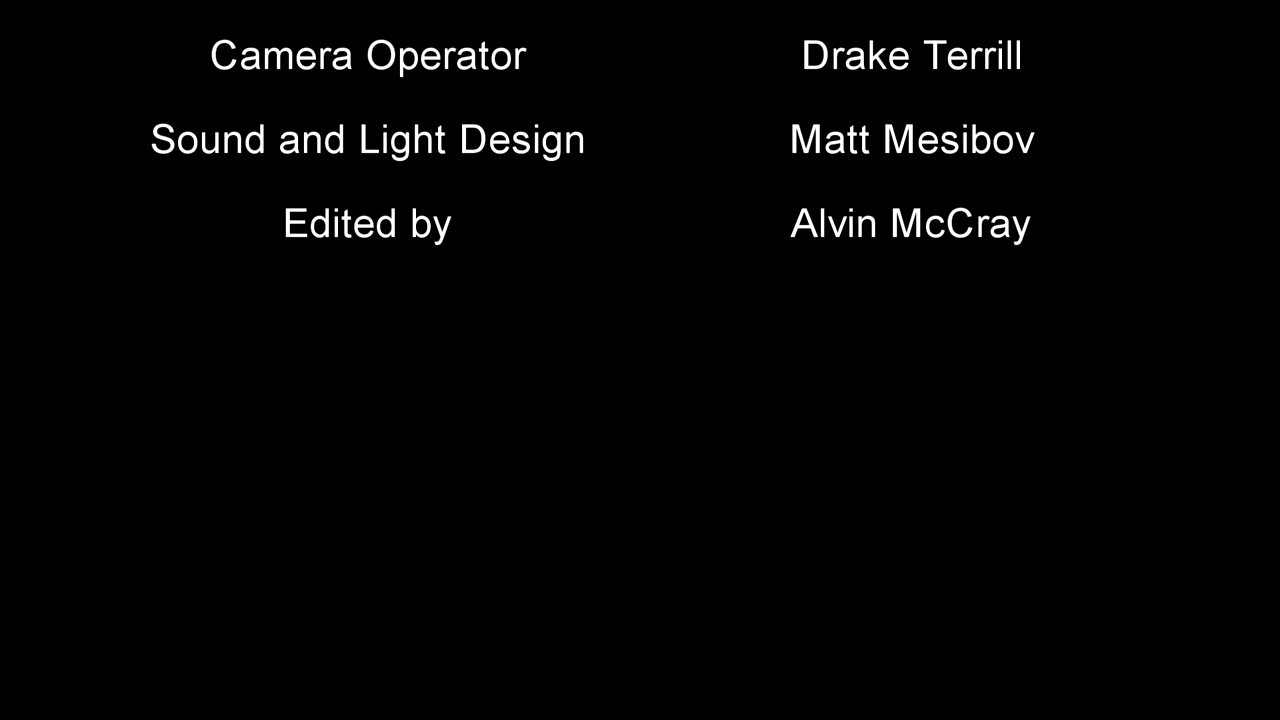 Camera Operator Drake Terrill
Sound and Light Design Matt Mesibov
Edited by Alvin McCray